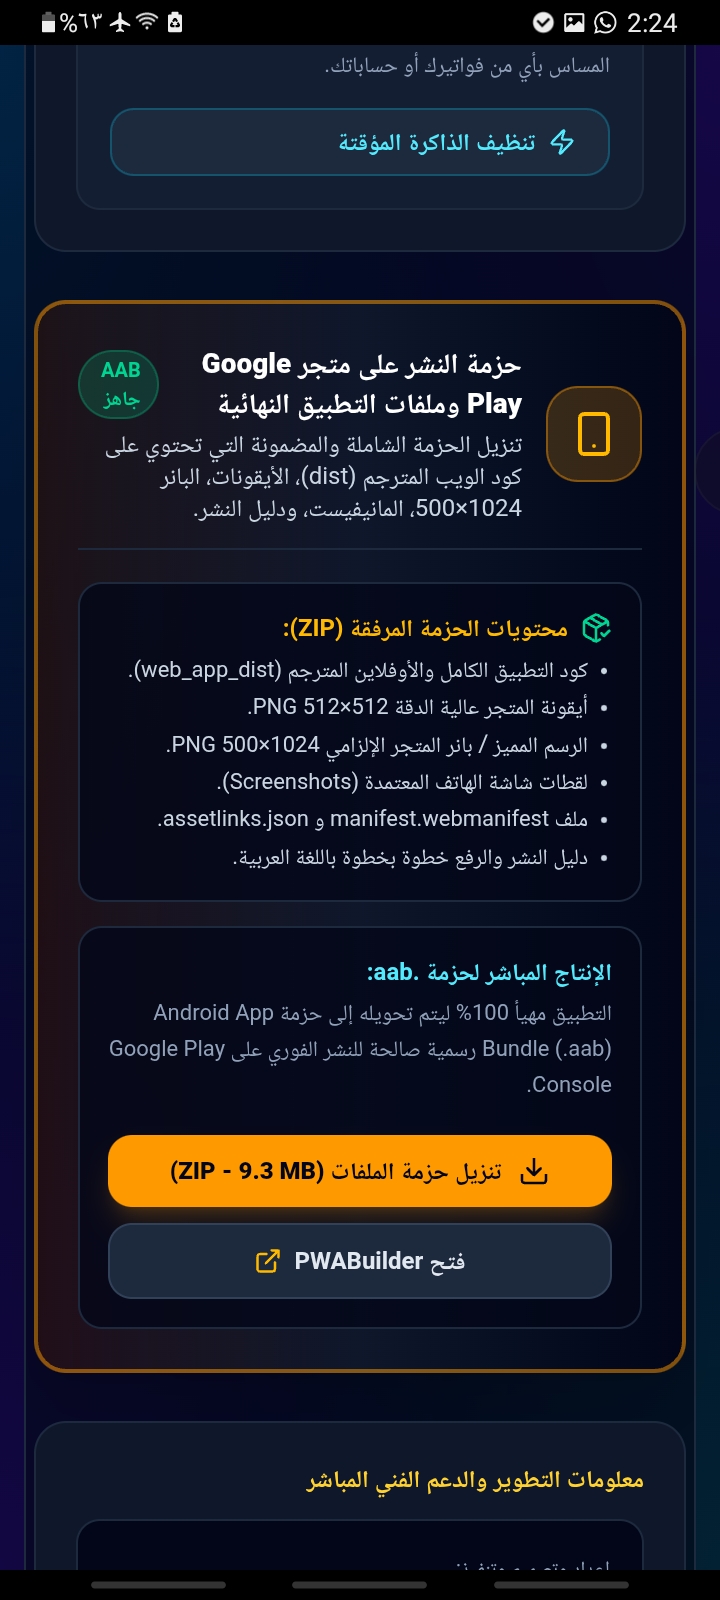 %٦٣ 2:24
المساس بأي من فواتيرك أو حساباتك.
تنظيف الذاكرة المؤقتة
حزمة النشر على متجر Google
Play وملفات التطبيق النهائية
AAB
جاهز
تنزيل الحزمة الشاملة والمضمونة التي تحتوي على
كود الويب المترجم (dist)، الأيقونات، البانر
1024×500، المانيفيست، ودليل النشر.
محتويات الحزمة المرفقة (ZIP):
• كود التطبيق الكامل والأوفلاين المترجم (web_app_dist).
• أيقونة المتجر عالية الدقة 512×512 PNG.
• الرسم المميز / بانر المتجر الإلزامي 1024×500 PNG.
• لقطات شاشة الهاتف المعتمدة (Screenshots).
• ملف manifest.webmanifest و assetlinks.json.
• دليل النشر والرفع خطوة بخطوة باللغة العربية.
الإنتاج المباشر لحزمة .aab:
التطبيق مهيأ 100% ليتم تحويله إلى حزمة Android App
Bundle (.aab) رسمية صالحة للنشر الفوري على Google Play
Console.
تنزيل حزمة الملفات (ZIP - 9.3 MB)
فتح PWABuilder
معلومات التطوير والدعم الفني المباشر